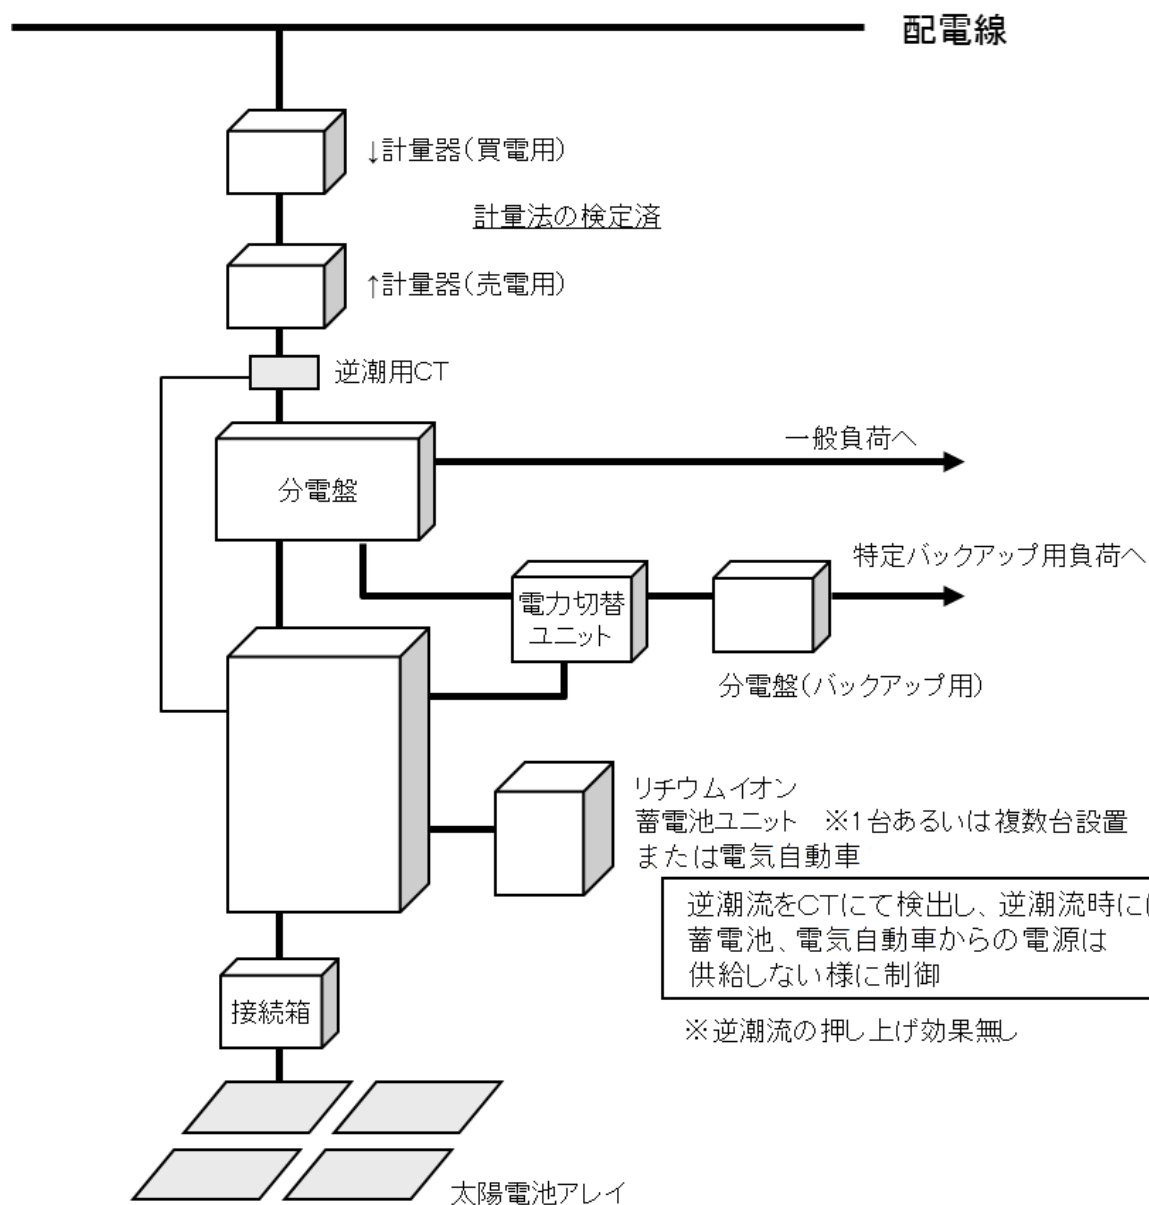 配電線
↓計量器(買電用)
計量法の検定済
↑計量器(売電用)
逆潮用CT
一般負荷へ
分電盤
特定バックアップ用負荷へ
電力切替
ユニット
分電盤(バックアップ用)
リチウムイオン
蓄電池ユニット ※1台あるいは複数台設置
または電気自動車
逆潮流をCTにて検出し、逆潮流時に
蓄電池、電気自動車からの電源は
供給しない様に制御
接続箱
※逆潮流の押し上げ効果無し
太陽電池アレイ